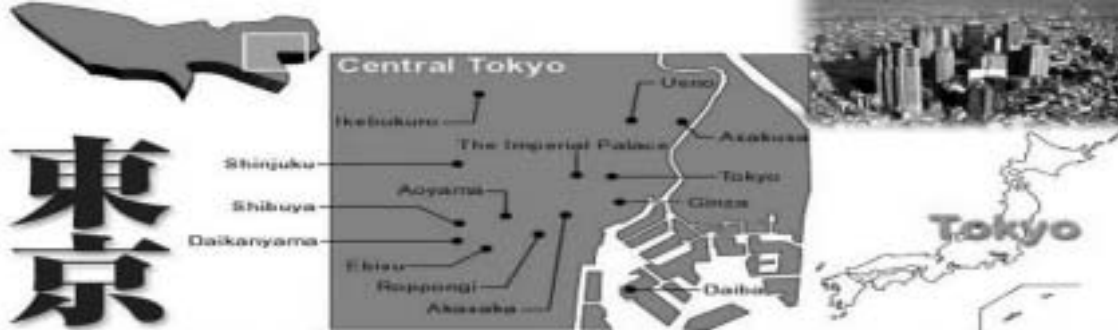 Central Tokyo
Ueno
Ikebukuro
Asakusa
The Imperial Palace
Shinjuku
Tokyo
Aoyama
Shibuya
Ginza
Daikanyama
Ebisu
Roppongi
Daiba
Akasaka
東
京
Tokyo